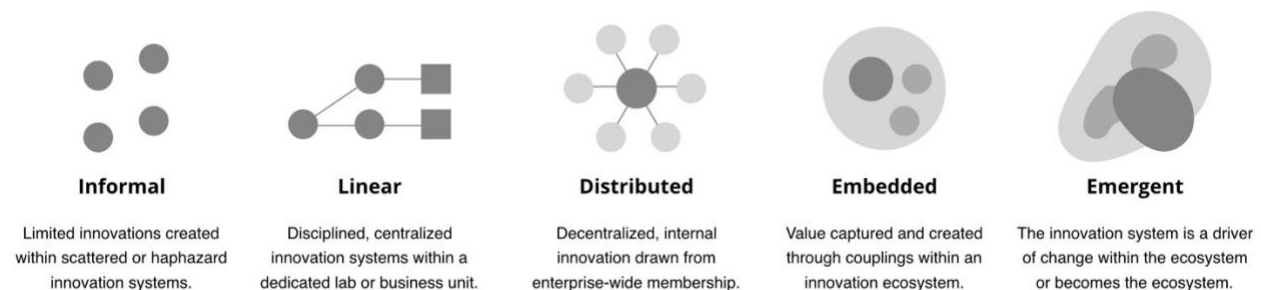 Informal
Limited innovations created
within scattered or haphazard
innovation systems.
Linear
Disciplined, centralized
innovation systems within a
dedicated lab or business unit.
Distributed
Decentralized, internal
innovation drawn from
enterprise-wide membership.
Embedded
Value captured and created
through couplings within an
innovation ecosystem.
Emergent
The innovation system is a driver
of change within the ecosystem
or becomes the ecosystem.